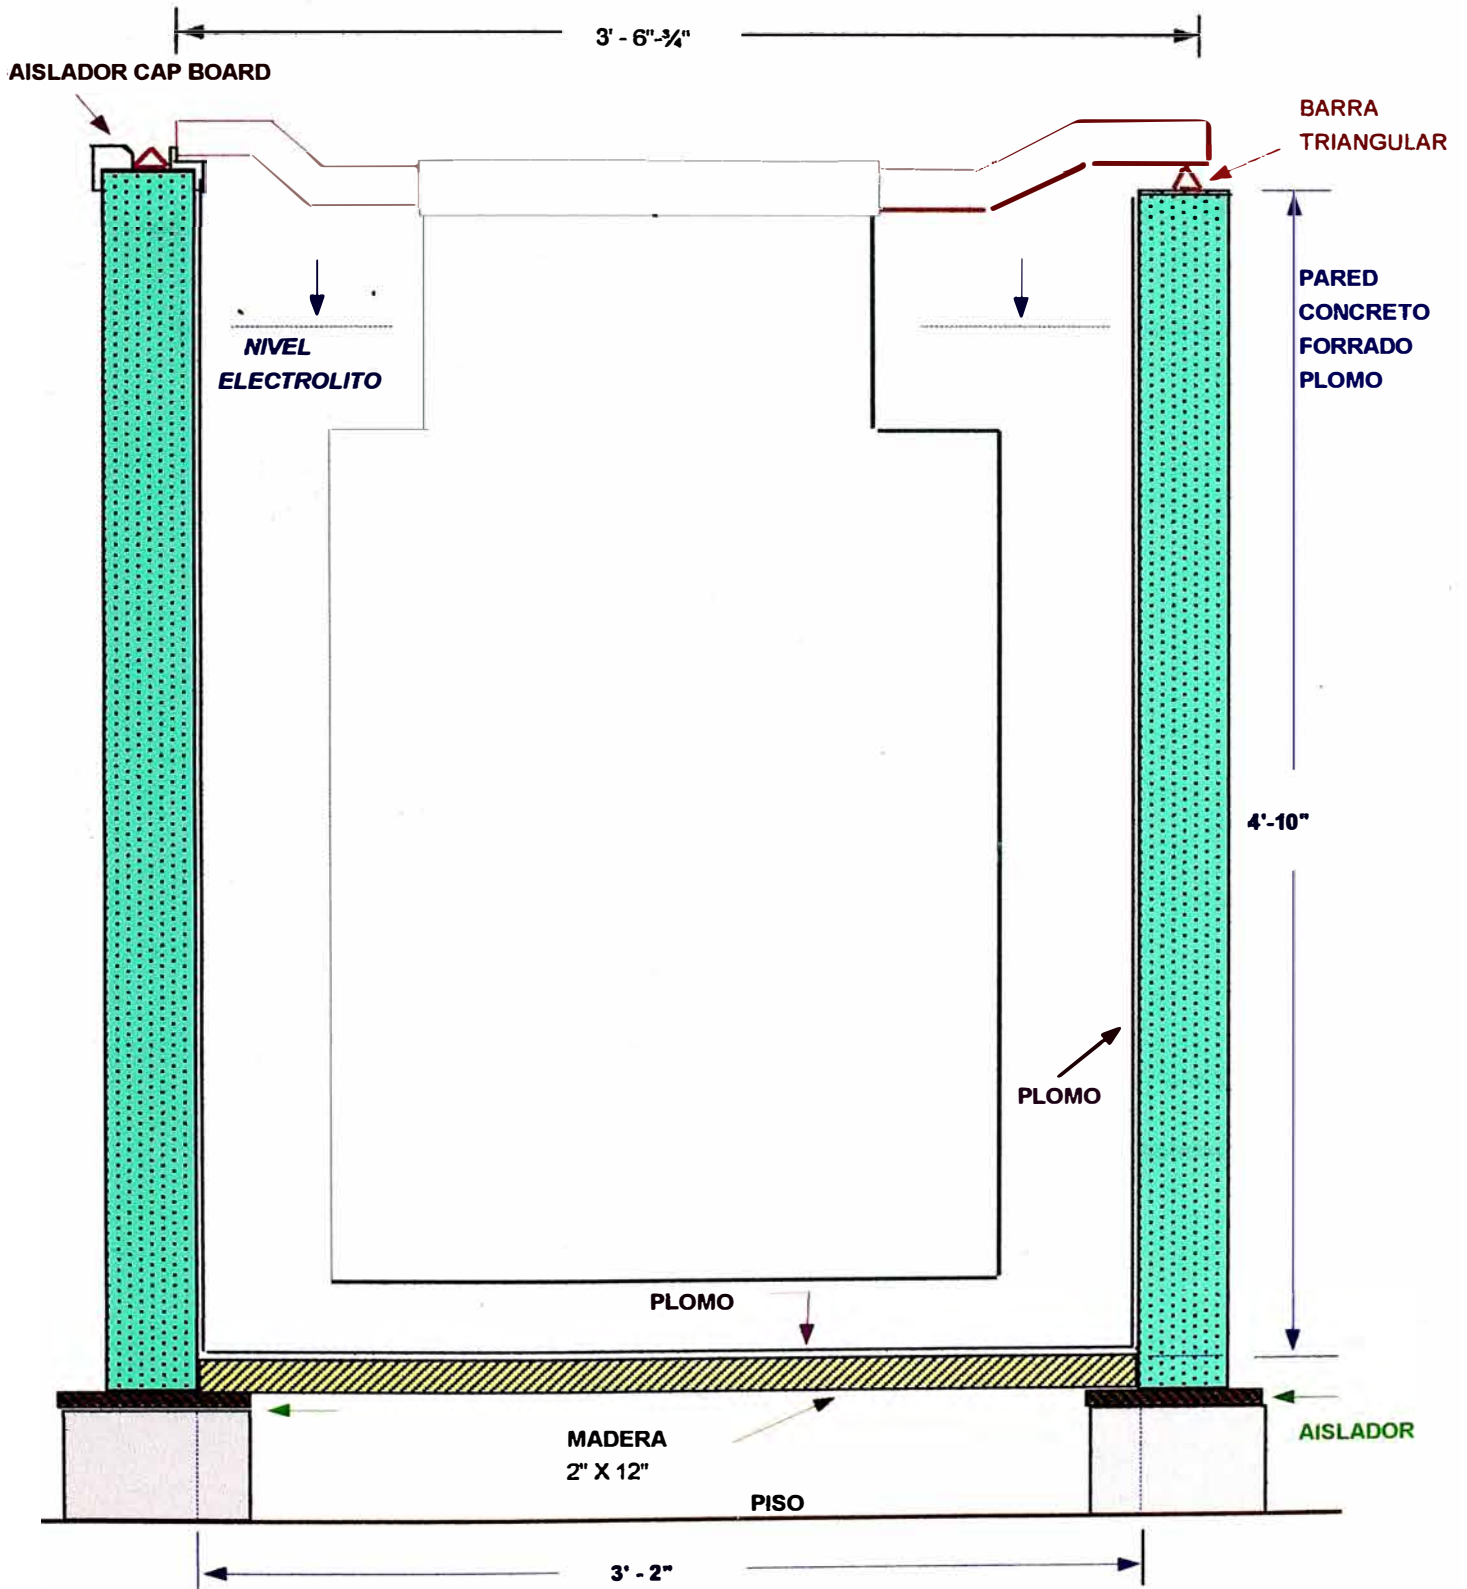 3' - 6"-¾"
AISLADOR CAP BOARD
BARRA
TRIANGULAR
PARED
CONCRETO
FORRADO
PLOMO
NIVEL
ELECTROLITO
4'-10"
PLOMO
PLOMO
AISLADOR
MADERA
2" X 12"
PISO
3' - 2"